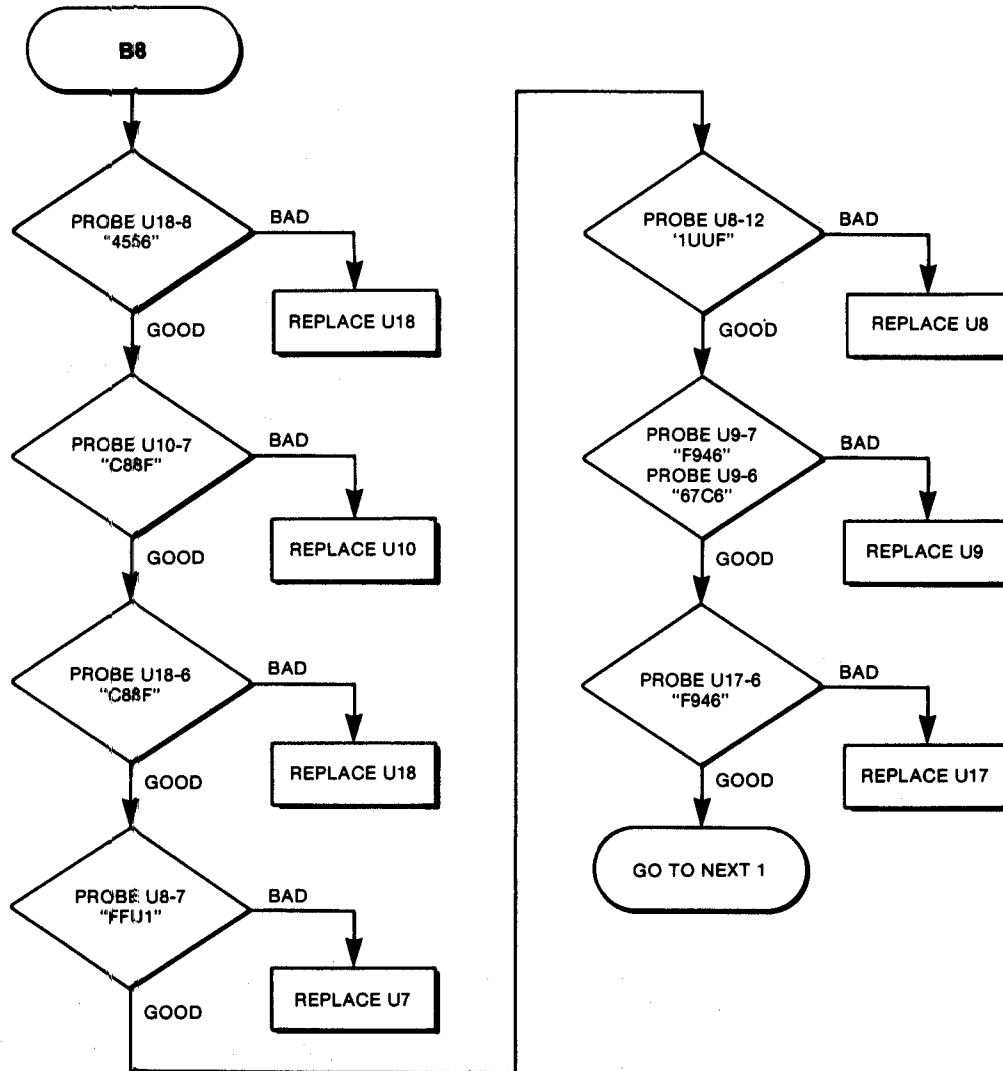 B8
PROBE U18-8
"4556"
BAD
REPLACE U18
GOOD
PROBE U10-7
"C88F"
BAD
REPLACE U10
GOOD
PROBE U18-6
"C88F"
BAD
REPLACE U18
GOOD
PROBE U8-7
"FFU1"
BAD
REPLACE U7
GOOD
PROBE U8-12
'1UUF"
BAD
REPLACE U8
GOOD
PROBE U9-7
"F946"
PROBE U9-6
"67C6"
BAD
REPLACE U9
GOOD
PROBE U17-6
"F946"
BAD
REPLACE U17
GOOD
GO TO NEXT 1